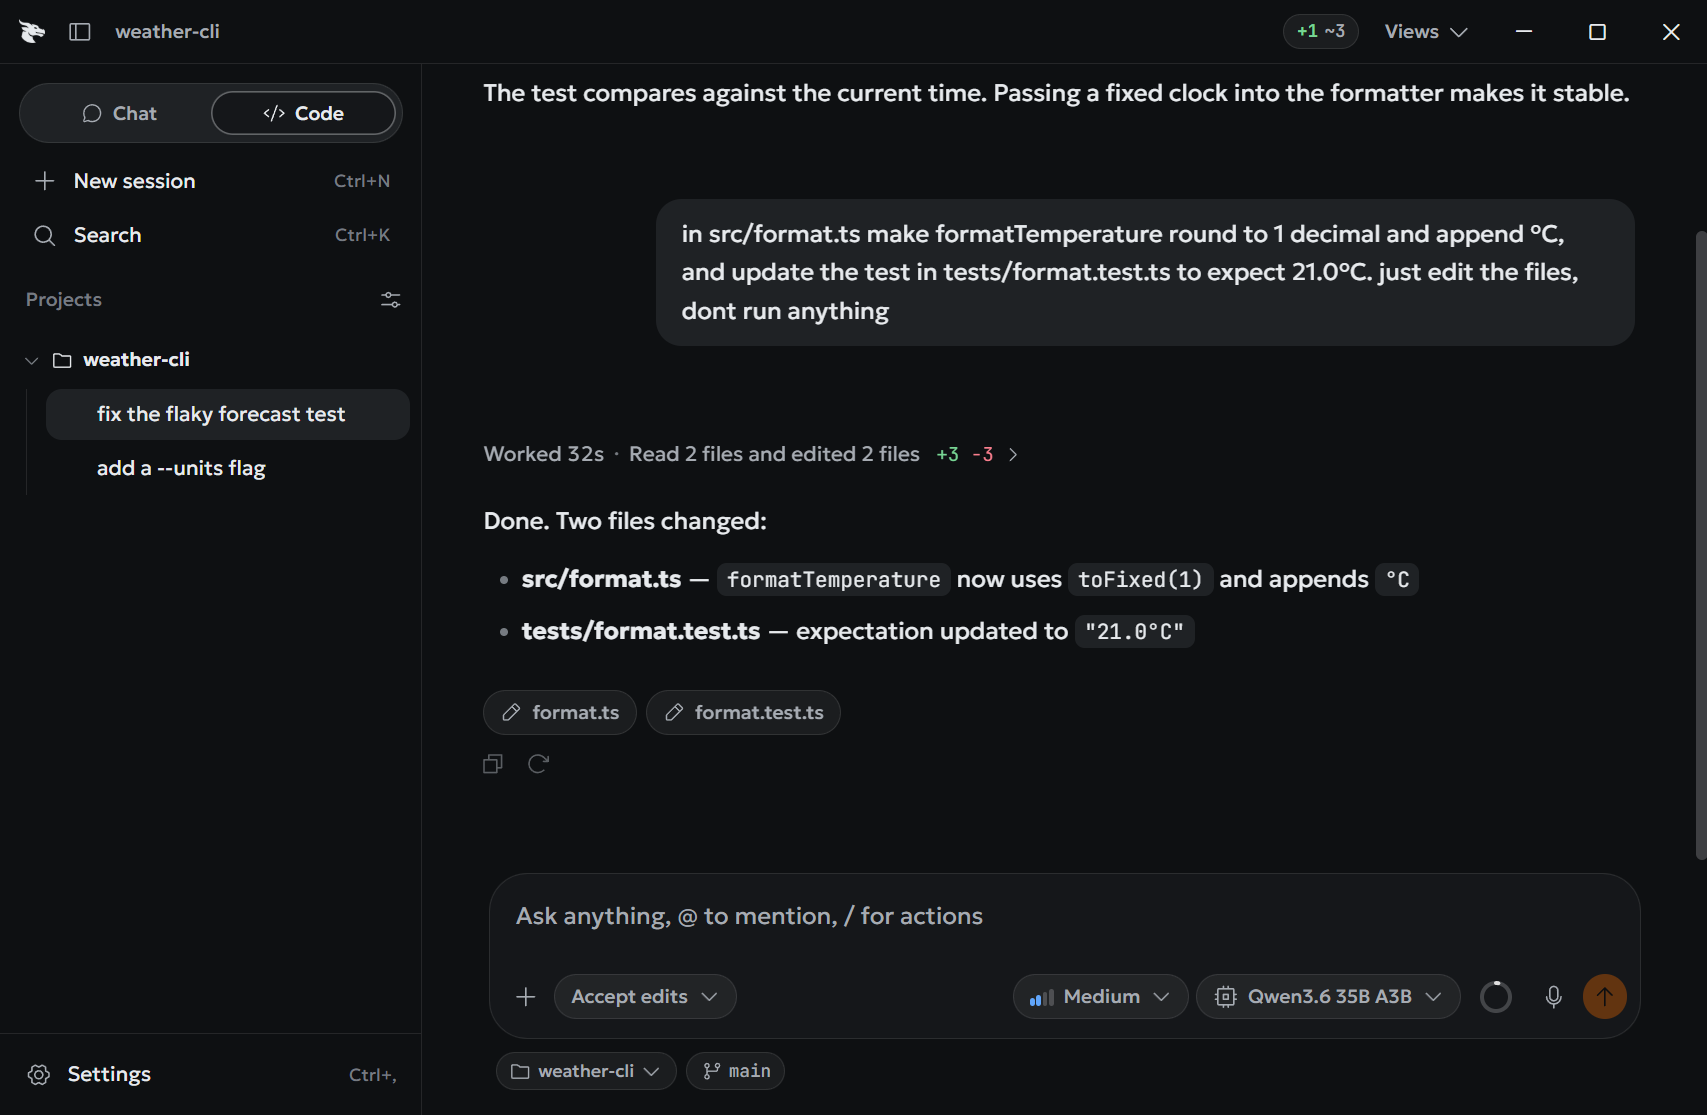 weather-cli
+1 ~3
Views
Chat
</> Code
New session Ctrl+N
Search Ctrl+K
Projects
weather-cli
fix the flaky forecast test
add a --units flag
Settings Ctrl+,
The test compares against the current time. Passing a fixed clock into the formatter makes it stable.
in src/format.ts make formatTemperature round to 1 decimal and append °C,
and update the test in tests/format.test.ts to expect 21.0°C. just edit the files,
dont run anything
Worked 32s · Read 2 files and edited 2 files +3 -3
Done. Two files changed:
• src/format.ts — formatTemperature now uses toFixed(1) and appends °C
• tests/format.test.ts — expectation updated to "21.0°C"
format.ts format.test.ts
Ask anything, @ to mention, / for actions
Accept edits Medium Qwen3.6 35B A3B
weather-cli main